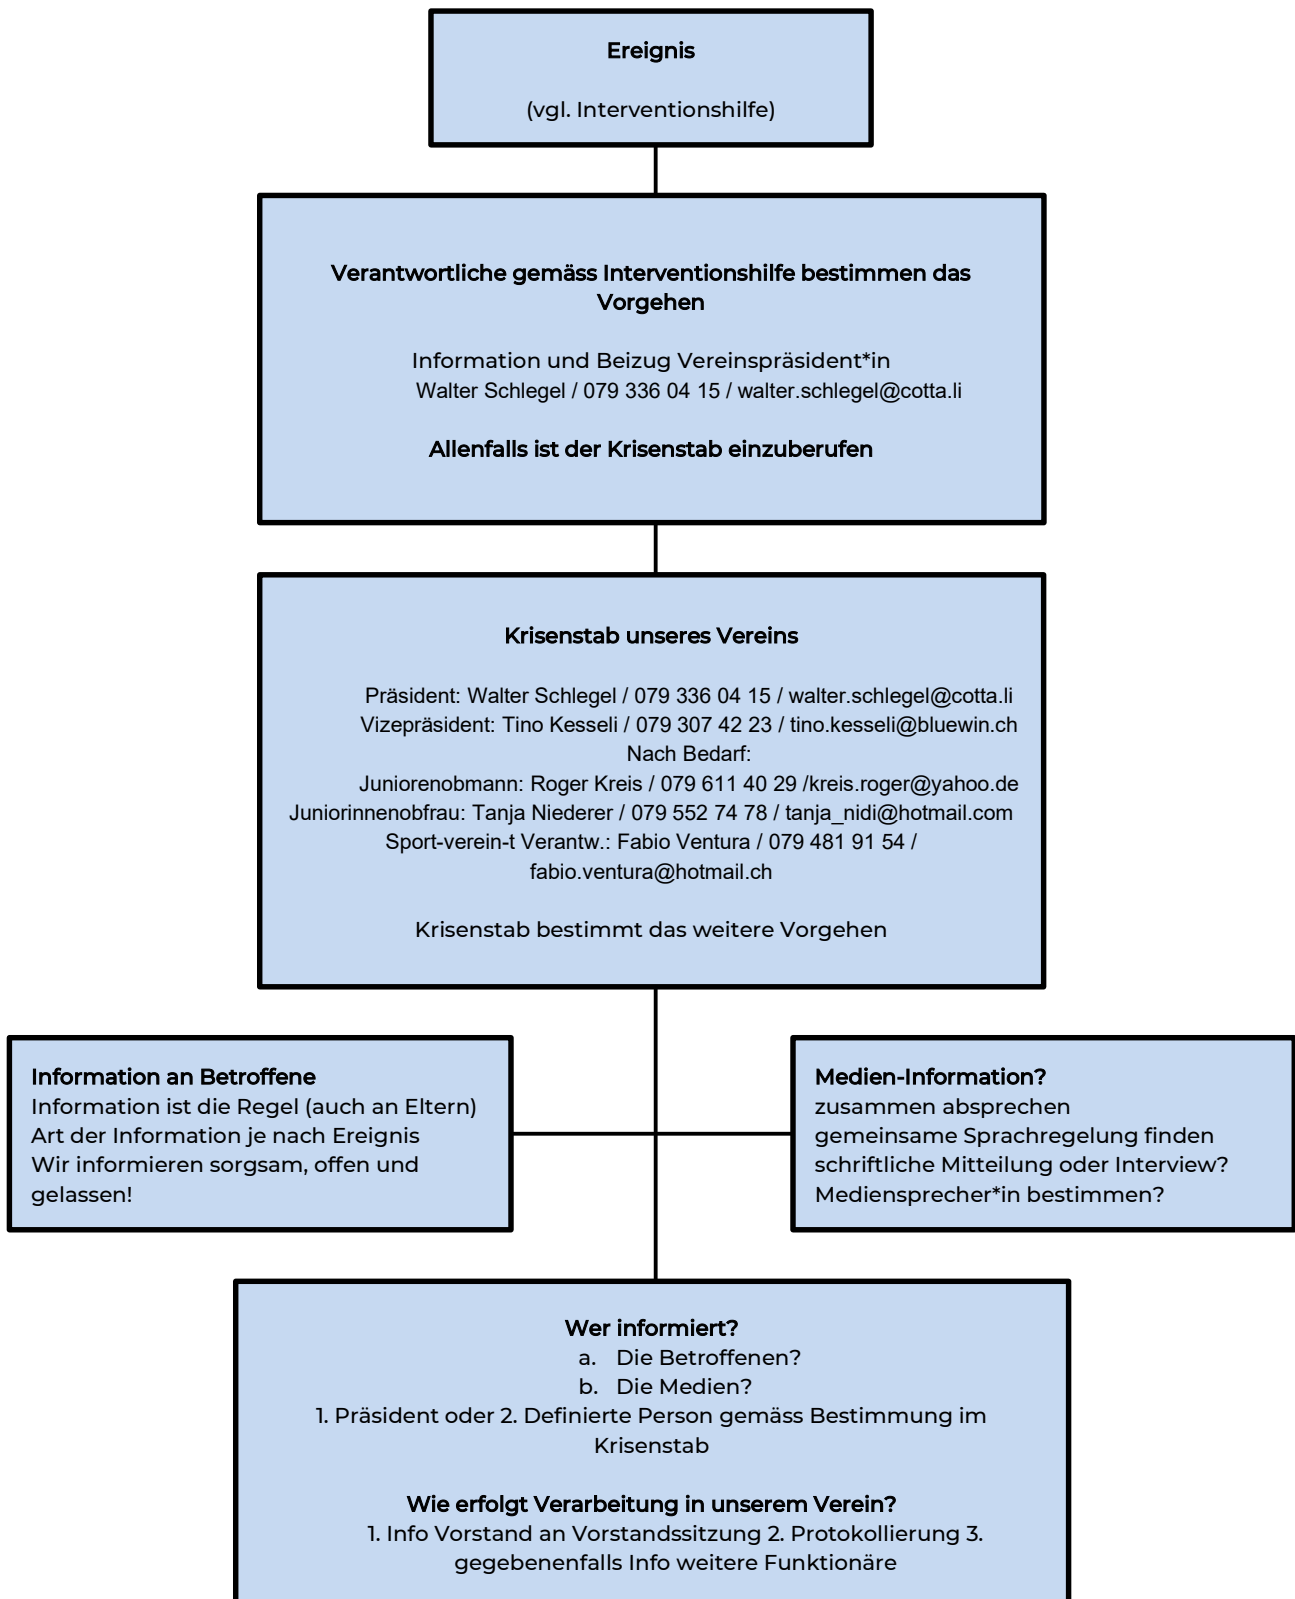 Ereignis
(vgl. Interventionshilfe)
Verantwortliche gemäss Interventionshilfe bestimmen das
Vorgehen
Information und Beizug Vereinspräsident*in
Walter Schlegel / 079 336 04 15 / walter.schlegel@cotta.li
Allenfalls ist der Krisenstab einzuberufen
Krisenstab unseres Vereins
Präsident: Walter Schlegel / 079 336 04 15 / walter.schlegel@cotta.li
Vizepräsident: Tino Kesseli / 079 307 42 23 / tino.kesseli@bluewin.ch
Nach Bedarf:
Juniorenobmann: Roger Kreis / 079 611 40 29 /kreis.roger@yahoo.de
Juniorinnenobfrau: Tanja Niederer / 079 552 74 78 / tanja_nidi@hotmail.com
Sport-verein-t Verantw.: Fabio Ventura / 079 481 91 54 /
fabio.ventura@hotmail.ch
Krisenstab bestimmt das weitere Vorgehen
Information an Betroffene
Information ist die Regel (auch an Eltern)
Art der Information je nach Ereignis
Wir informieren sorgsam, offen und
gelassen!
Medien-Information?
zusammen absprechen
gemeinsame Sprachregelung finden
schriftliche Mitteilung oder Interview?
Mediensprecher*in bestimmen?
Wer informiert?
a. Die Betroffenen?
b. Die Medien?
1. Präsident oder 2. Definierte Person gemäss Bestimmung im
Krisenstab
Wie erfolgt Verarbeitung in unserem Verein?
1. Info Vorstand an Vorstandssitzung 2. Protokollierung 3.
gegebenenfalls Info weitere Funktionäre